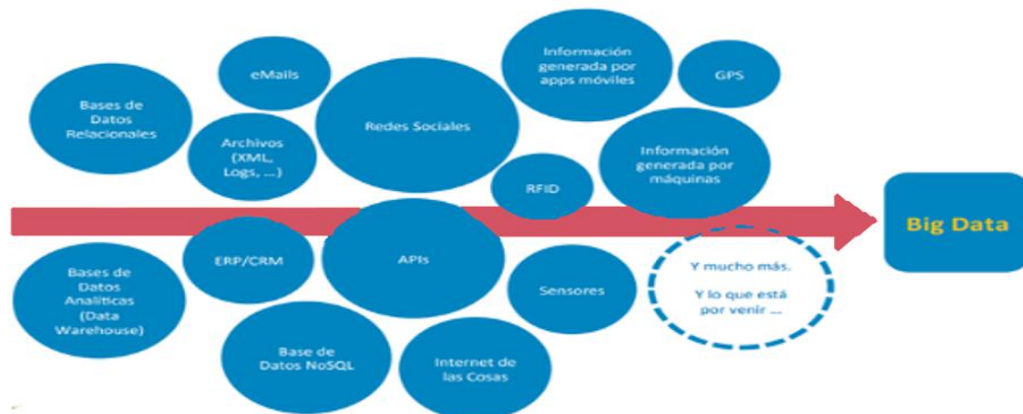 eMails
Información
generada por
apps móviles
GPS
Bases de
Datos
Relacionales
Redes Sociales
Archivos
(XML,
Logs, ...)
Información
generada por
máquinas
RFID
Big Data
ERP/CRM
APIs
Bases de
Datos
Analíticas
(Data
Warehouse)
Sensores
Y mucho más.
Y lo que está
por venir ...
Base de
Datos NoSQL
Internet de
las Cosas